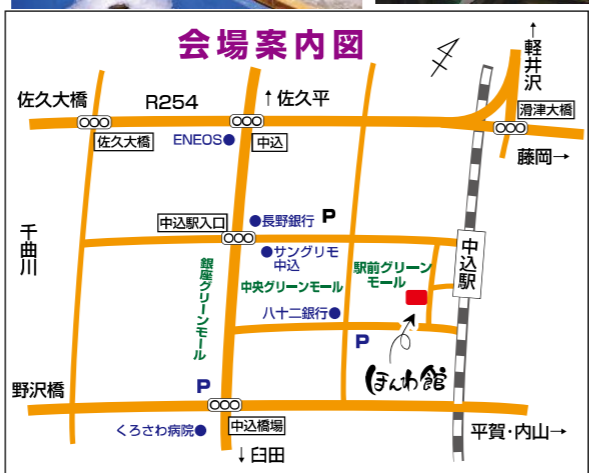 会場案内図
↑軽井沢
佐久大橋
R254
↑佐久平
滑津大橋
佐久大橋
ENEOS
中込
藤岡→
千曲川
中込駅入口
長野銀行
P
サングリモ
中込
駅前グリーン
モール
中込駅
銀座グリーンモール
中央グリーンモール
八十二銀行
P
ぽんわ館
P
野沢橋
くろさわ病院
中込橋場
平賀・内山→
↓臼田